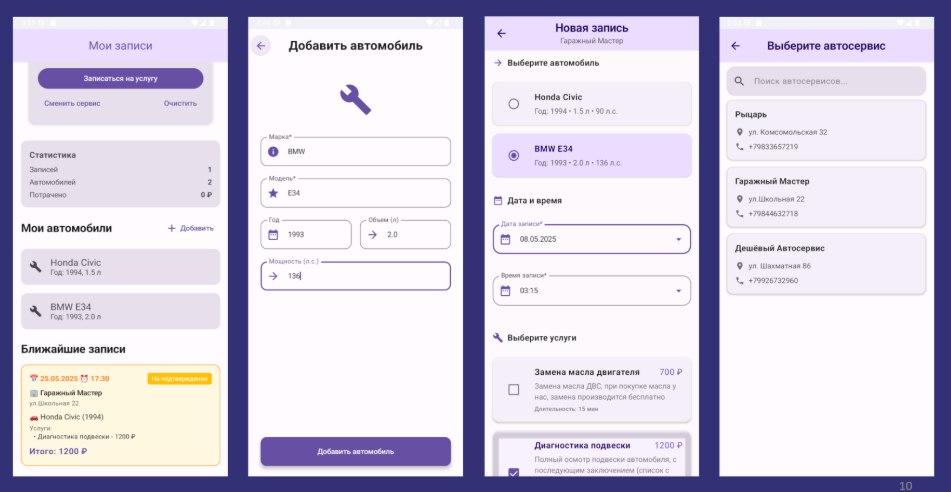 Мои записи
Записаться на услугу
Сменить сервис
Очистить
Статистика
Записей 1
Автомобилей 2
Потрачено 0 ₽
Мои автомобили
+ Добавить
Honda Civic
Год: 1994, 1.5 л
BMW E34
Год: 1993, 2.0 л
Ближайшие записи
25.05.2025 17:30
На подтверждении
Гаражный Мастер
ул.Школьная 22
Honda Civic (1994)
Услуги:
• Диагностика подвески - 1200 ₽
Итого: 1200 ₽
Добавить автомобиль
Марка*
BMW
Модель*
E34
Год
1993
Объем (л)
2.0
Мощность (л.с.)
136
Добавить автомобиль
Новая запись
Гаражный Мастер
Выберите автомобиль
Honda Civic
Год: 1994 • 1.5 л • 90 л.с.
BMW E34
Год: 1993 • 2.0 л • 136 л.с.
Дата и время
Дата записи*
08.05.2025
Время записи*
03:15
Выберите услуги
Замена масла двигателя 700 ₽
Замена масла ДВС, при покупке масла у
нас, замена производится бесплатно
Длительность: 15 мин
Диагностика подвески 1200 ₽
Полный осмотр подвески автомобиля, с
последующим заключением (список с
Выберите автосервис
Поиск автосервисов...
Рыцарь
ул. Комсомольская 32
+79833657219
Гаражный Мастер
ул.Школьная 22
+79844632718
Дешёвый Автосервис
ул. Шахматная 86
+79926732960
10